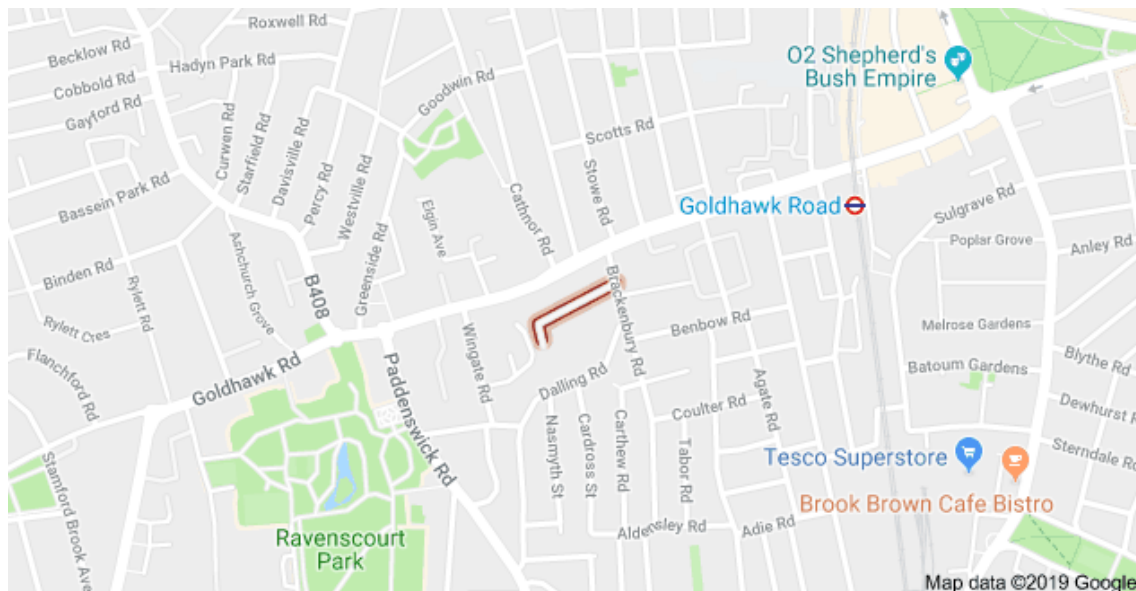 Roxwell Rd
Becklow Rd
Hadyn Park Rd
Cobbold Rd
Gayford Rd
Goodwin Rd
O2 Shepherd's
Bush Empire
Scotts Rd
Curwen Rd
Starfield Rd
Davisville Rd
Percy Rd
Westville Rd
Bassein Park Rd
Elgin Ave
Cathnor Rd
Stowe Rd
Goldhawk Road
Sulgrave Rd
Poplar Grove
Anley Rd
Binden Rd
Ashchurch Grove
B408
Greenside Rd
Rylett Rd
Rylett Cres
Brackenbury Rd
Wingate Rd
Benbow Rd
Melrose Gardens
Flanchford Rd
Goldhawk Rd
Paddenswick Rd
Dalling Rd
Agate Rd
Batoum Gardens
Blythe Rd
Coulter Rd
Dewhurst R
Nasmyth St
Cardross St
Carthew Rd
Tabor Rd
Tesco Superstore
Sterndale Rd
Stamford Brook Ave
Brook Brown Cafe Bistro
Aldensley Rd
Adie Rd
Ravenscourt
Park
Map data ©2019 Google